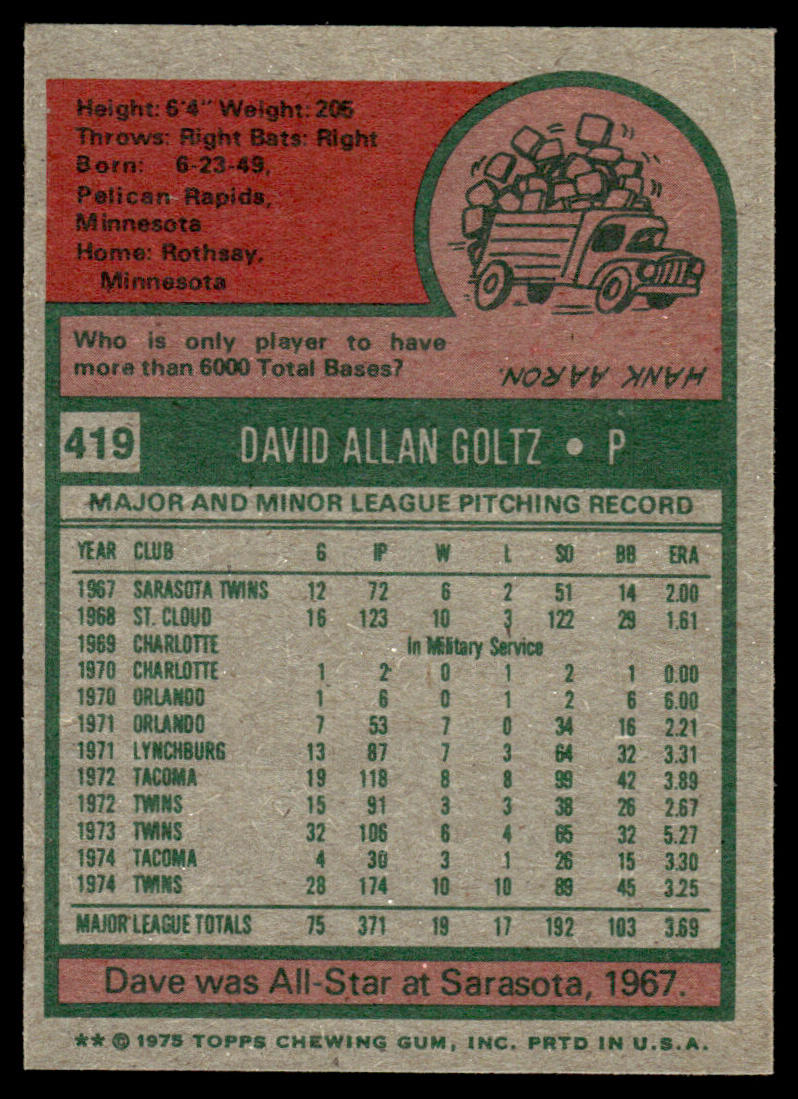 Height: 6'4" Weight: 205
Throws: Right Bats: Right
Born: 6-23-49,
Pelican Rapids,
Minnesota
Home: Rothsay,
Minnesota
Who is only player to have
more than 6000 Total Bases?
HANK AARON.
419 DAVID ALLAN GOLTZ • P
MAJOR AND MINOR LEAGUE PITCHING RECORD
YEAR CLUB G IP W L SO BB ERA
1967 SARASOTA TWINS 12 72 6 2 51 14 2.00
1968 ST. CLOUD 16 123 10 3 122 29 1.61
1969 CHARLOTTE In Military Service
1970 CHARLOTTE 1 2 0 1 2 1 0.00
1970 ORLANDO 1 6 0 1 2 6 6.00
1971 ORLANDO 7 53 7 0 34 16 2.21
1971 LYNCHBURG 13 87 7 3 64 32 3.31
1972 TACOMA 19 118 8 8 99 42 3.89
1972 TWINS 15 91 3 3 38 26 2.67
1973 TWINS 32 106 6 4 65 32 5.27
1974 TACOMA 4 30 3 1 26 15 3.30
1974 TWINS 28 174 10 10 89 45 3.25
MAJOR LEAGUE TOTALS 75 371 19 17 192 103 3.69
Dave was All-Star at Sarasota, 1967.
** © 1975 TOPPS CHEWING GUM, INC. PRTD IN U.S.A.